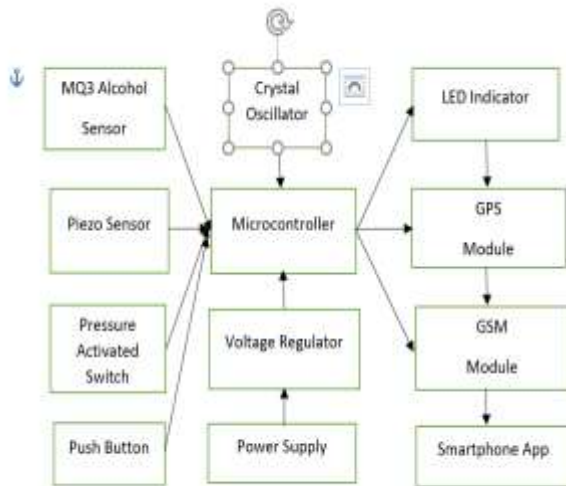 MQ3 Alcohol
Sensor
Crystal
Oscillator
LED Indicator
Piezo Sensor
Microcontroller
GPS
Module
Pressure
Activated
Switch
Voltage Regulator
GSM
Module
Push Button
Power Supply
Smartphone App